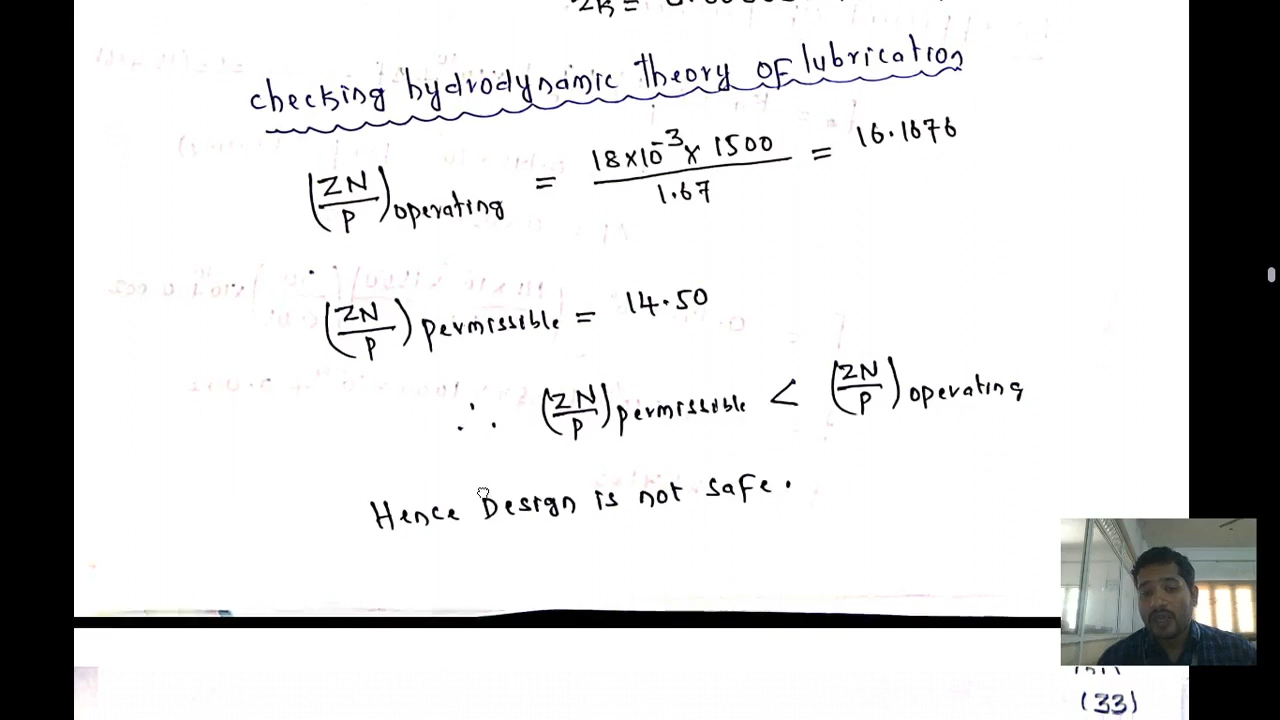 checking hydrodynamic theory of lubrication
(ZN/P)operating = 18×10⁻³ × 1500 / 1.67 = 16.1676
(ZN/P)permissible = 14.50
∴ (ZN/P)permissible < (ZN/P)operating
Hence Design is not safe.
(33)